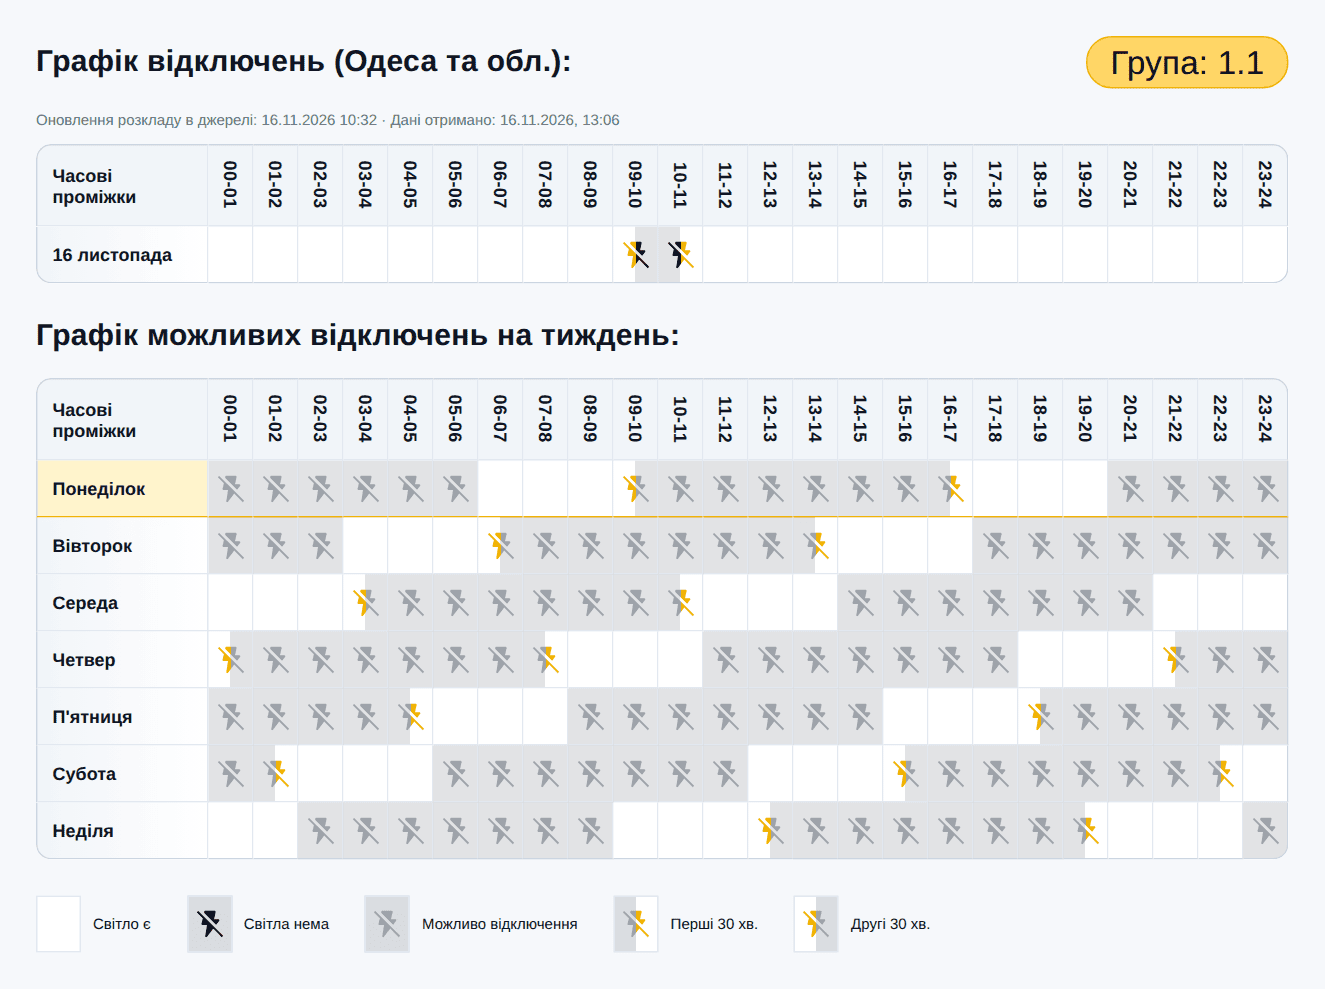 Графік відключень (Одеса та обл.):
Група: 1.1
Оновлення розкладу в джерелі: 16.11.2026 10:32 · Дані отримано: 16.11.2026, 13:06
Часові
проміжки
00-01 01-02 02-03 03-04 04-05 05-06 06-07 07-08 08-09 09-10 10-11 11-12 12-13 13-14 14-15 15-16 16-17 17-18 18-19 19-20 20-21 21-22 22-23 23-24
16 листопада
Графік можливих відключень на тиждень:
Часові
проміжки
00-01 01-02 02-03 03-04 04-05 05-06 06-07 07-08 08-09 09-10 10-11 11-12 12-13 13-14 14-15 15-16 16-17 17-18 18-19 19-20 20-21 21-22 22-23 23-24
Понеділок
Вівторок
Середа
Четвер
П'ятниця
Субота
Неділя
Світло є
Світла нема
Можливо відключення
Перші 30 хв.
Другі 30 хв.